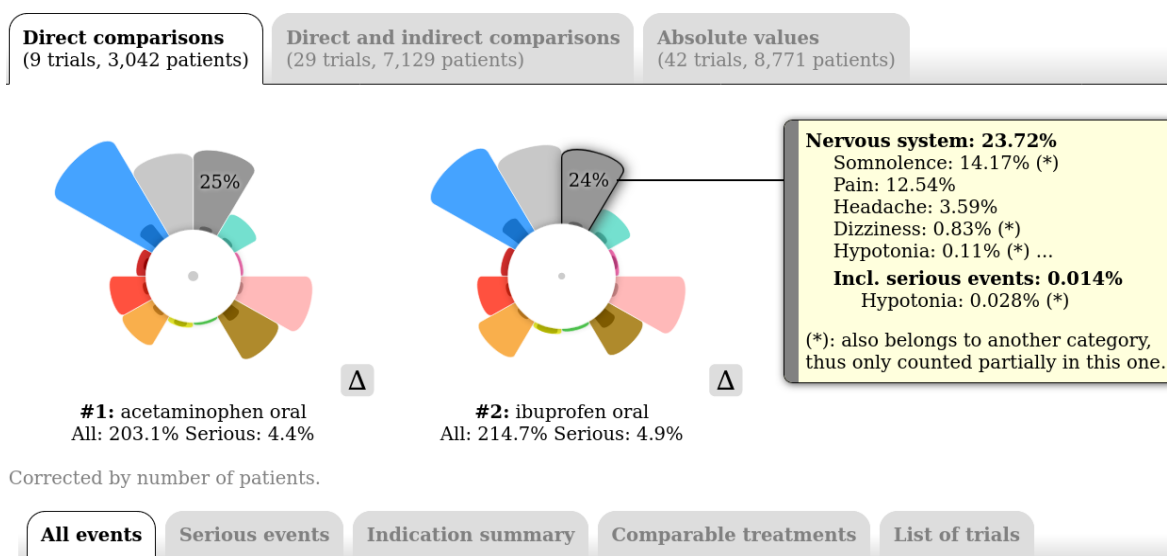 Direct comparisons
(9 trials, 3,042 patients)
Direct and indirect comparisons
(29 trials, 7,129 patients)
Absolute values
(42 trials, 8,771 patients)
25%
24%
Nervous system: 23.72%
Somnolence: 14.17% (*)
Pain: 12.54%
Headache: 3.59%
Dizziness: 0.83% (*)
Hypotonia: 0.11% (*) ...
Incl. serious events: 0.014%
Hypotonia: 0.028% (*)
(*): also belongs to another category,
thus only counted partially in this one.
Δ
Δ
#1: acetaminophen oral
All: 203.1% Serious: 4.4%
#2: ibuprofen oral
All: 214.7% Serious: 4.9%
Corrected by number of patients.
All events
Serious events
Indication summary
Comparable treatments
List of trials